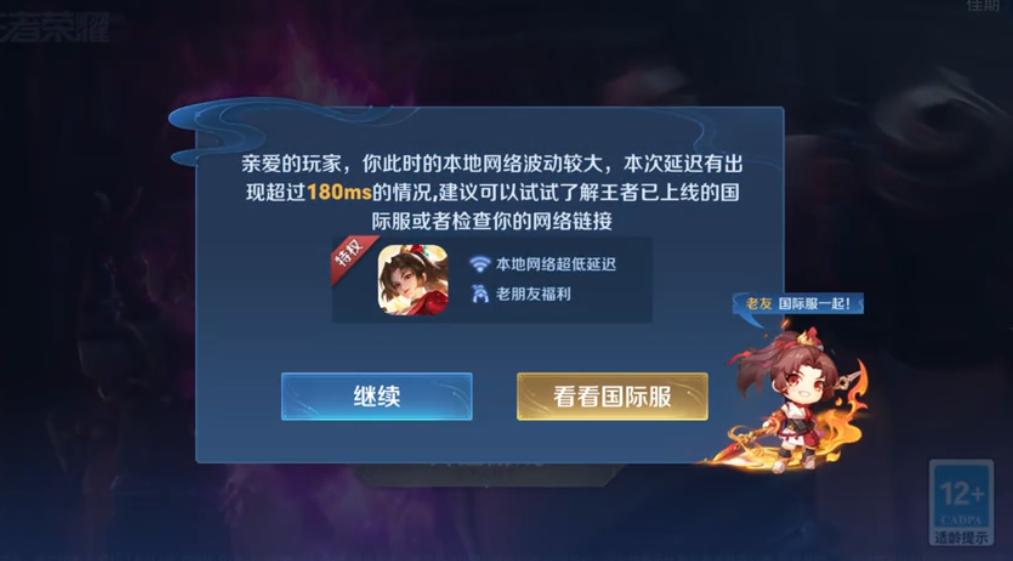 者荣耀
佳期
亲爱的玩家，你此时的本地网络波动较大，本次延迟有出
现超过180ms的情况,建议可以试试了解王者已上线的国
际服或者检查你的网络链接
特权
本地网络超低延迟
老朋友福利
老友 国际服一起！
继续
看看国际服
12+
CADPA
适龄提示